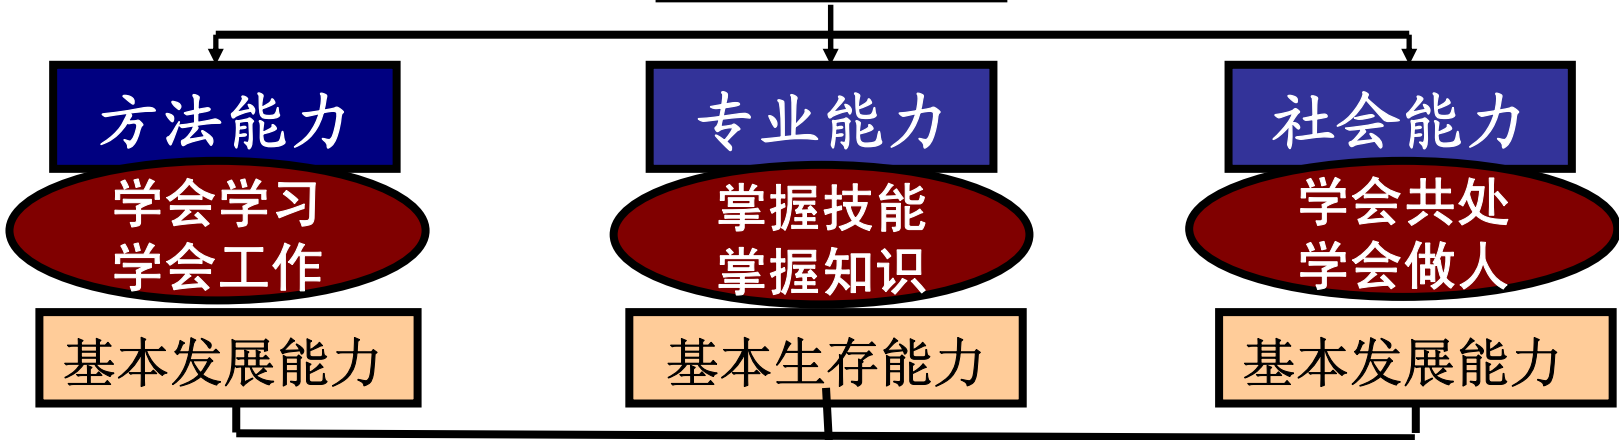 方法能力
学会学习
学会工作
基本发展能力
专业能力
掌握技能
掌握知识
基本生存能力
社会能力
学会共处
学会做人
基本发展能力